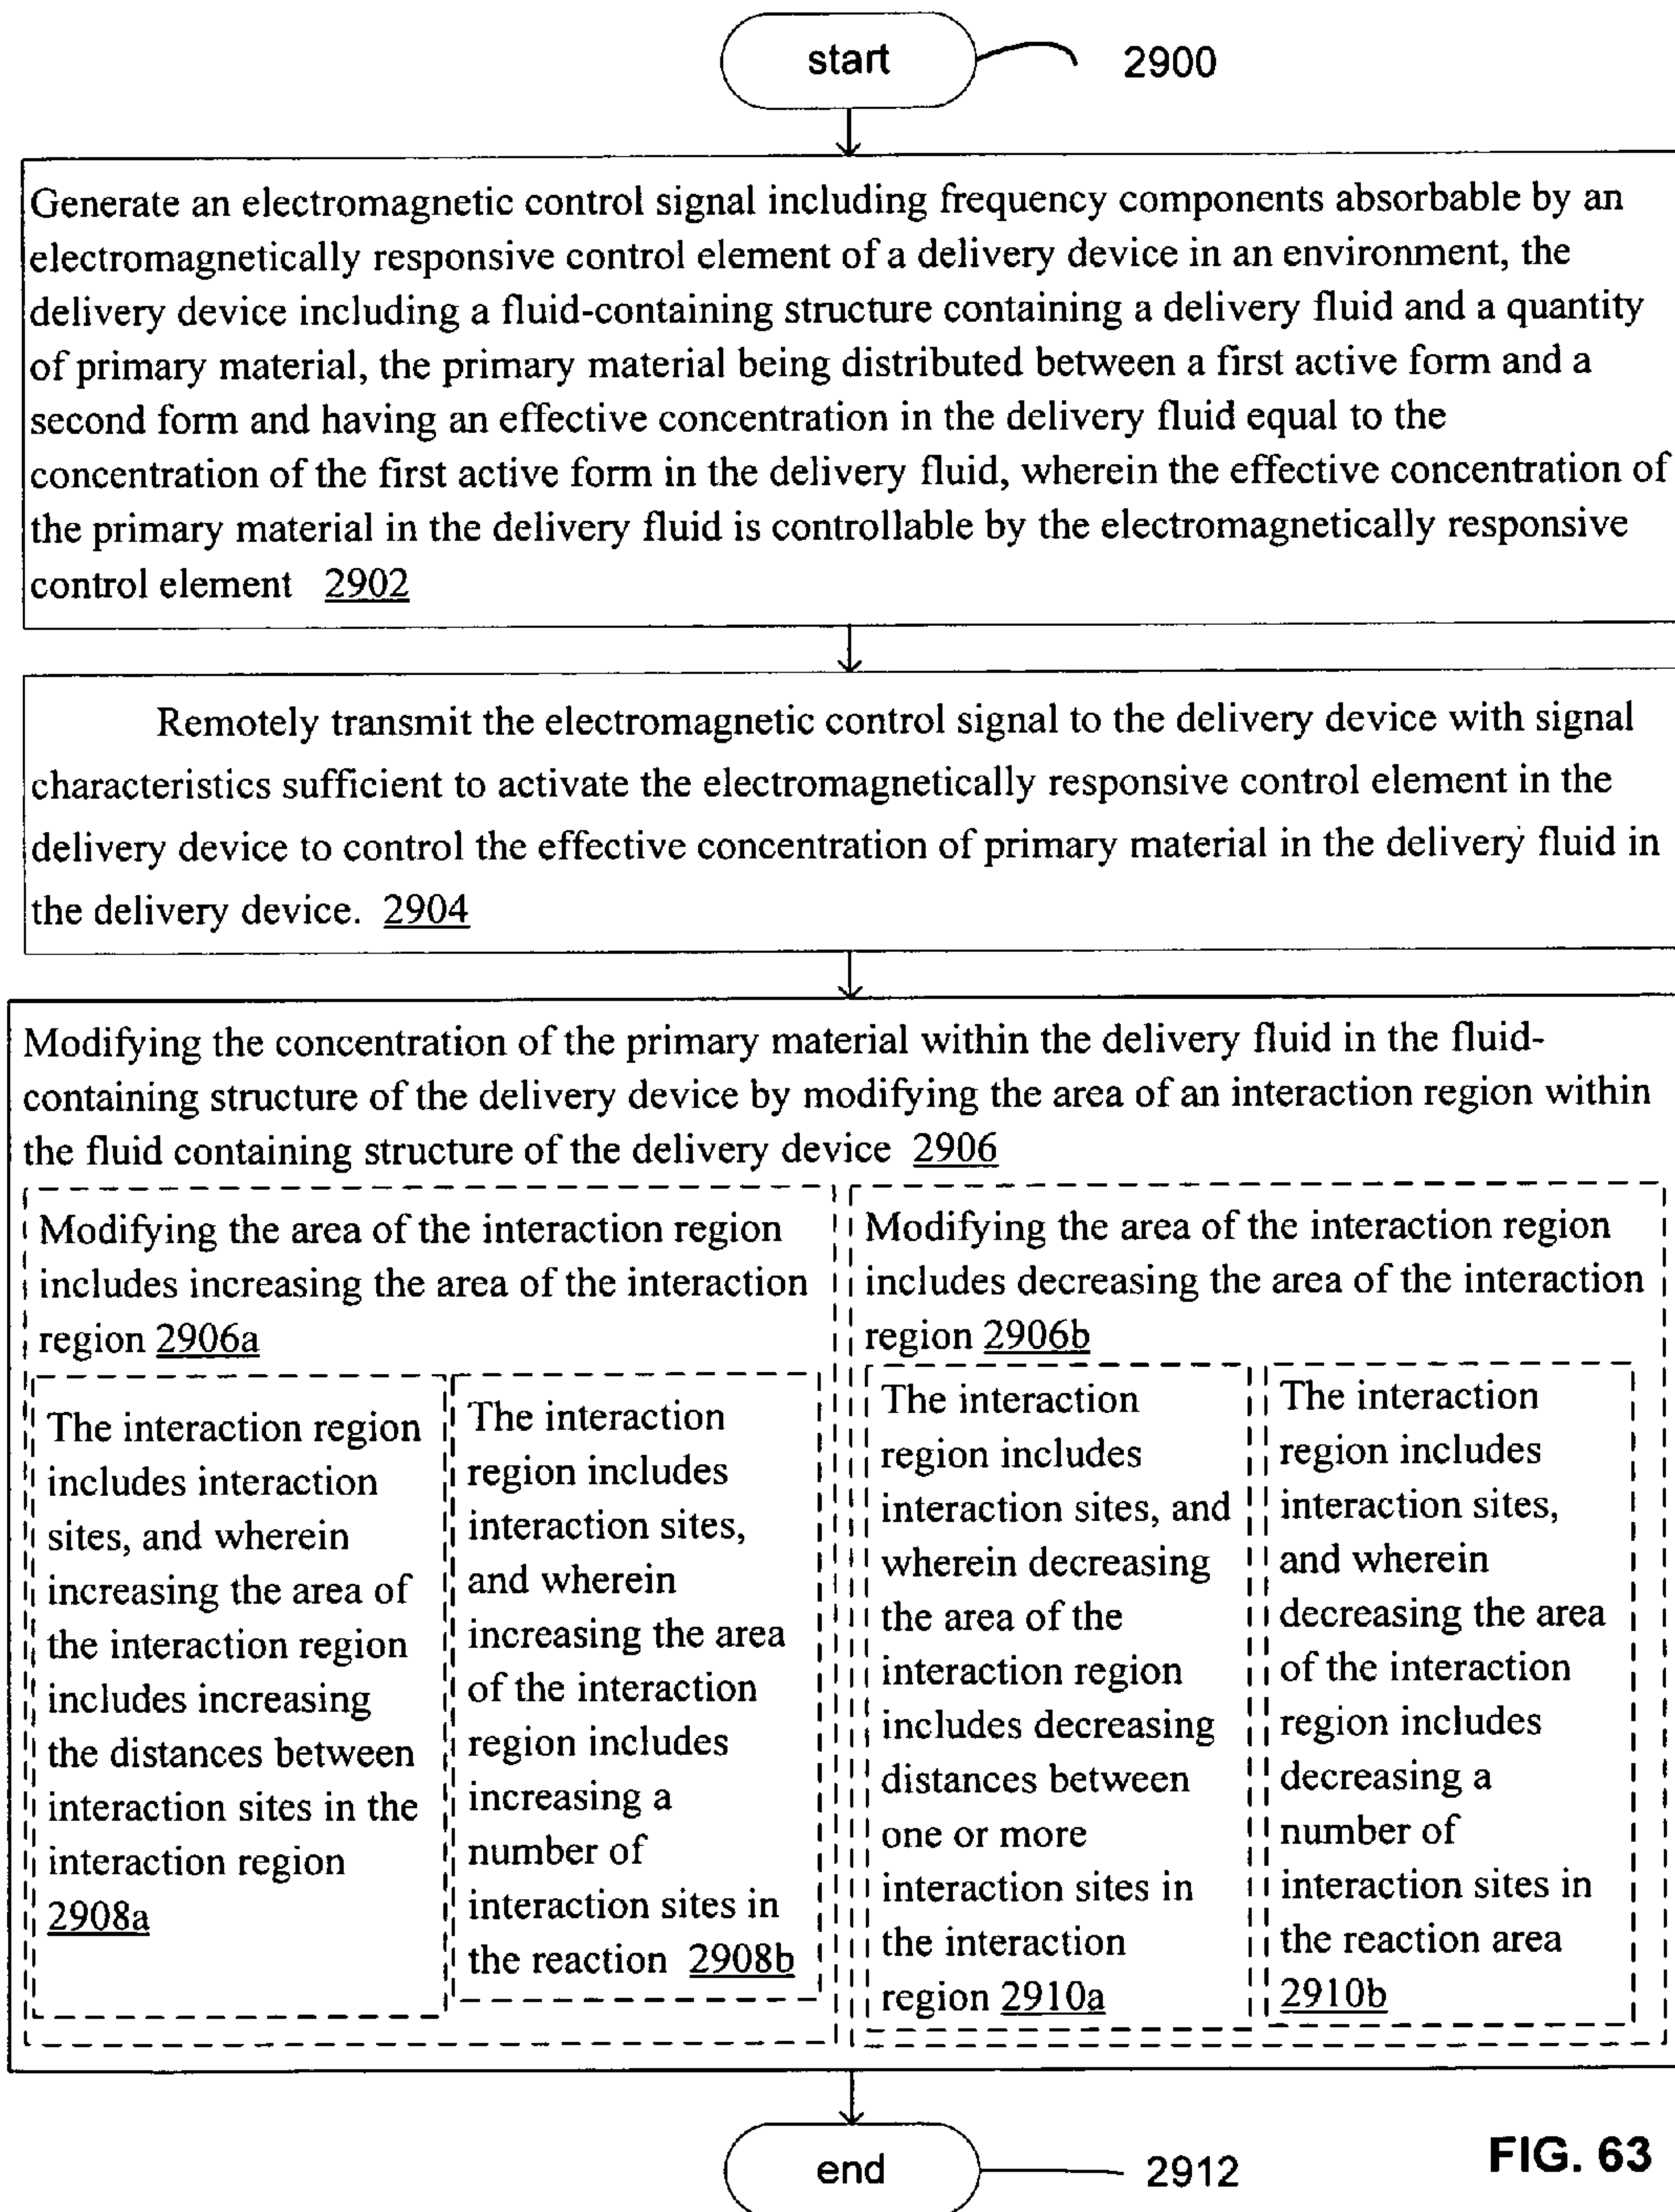 start
2900
Generate an electromagnetic control signal including frequency components absorbable by an
electromagnetically responsive control element of a delivery device in an environment, the
delivery device including a fluid-containing structure containing a delivery fluid and a quantity
of primary material, the primary material being distributed between a first active form and a
second form and having an effective concentration in the delivery fluid equal to the
concentration of the first active form in the delivery fluid, wherein the effective concentration of
the primary material in the delivery fluid is controllable by the electromagnetically responsive
control element 2902
Remotely transmit the electromagnetic control signal to the delivery device with signal
characteristics sufficient to activate the electromagnetically responsive control element in the
delivery device to control the effective concentration of primary material in the delivery fluid in
the delivery device. 2904
Modifying the concentration of the primary material within the delivery fluid in the fluid-
containing structure of the delivery device by modifying the area of an interaction region within
the fluid containing structure of the delivery device 2906
Modifying the area of the interaction region
includes increasing the area of the interaction
region 2906a
The interaction region
includes interaction
sites, and wherein
increasing the area of
the interaction region
includes increasing
the distances between
interaction sites in the
interaction region
2908a
The interaction
region includes
interaction sites,
and wherein
increasing the area
of the interaction
region includes
increasing a
number of
interaction sites in
the reaction 2908b
Modifying the area of the interaction region
includes decreasing the area of the interaction
region 2906b
The interaction
region includes
interaction sites, and
wherein decreasing
the area of the
interaction region
includes decreasing
distances between
one or more
interaction sites in
the interaction
region 2910a
The interaction
region includes
interaction sites,
and wherein
decreasing the area
of the interaction
region includes
decreasing a
number of
interaction sites in
the reaction area
2910b
end
2912
FIG. 63